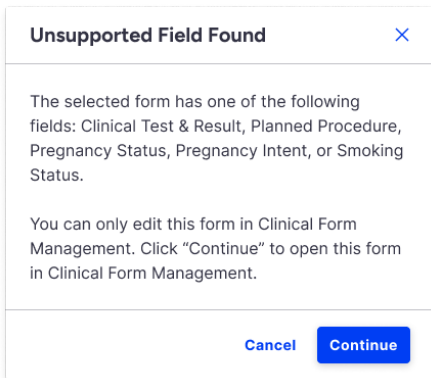 Unsupported Field Found
The selected form has one of the following
fields: Clinical Test & Result, Planned Procedure,
Pregnancy Status, Pregnancy Intent, or Smoking
Status.
You can only edit this form in Clinical Form
Management. Click “Continue” to open this form
in Clinical Form Management.
Cancel Continue